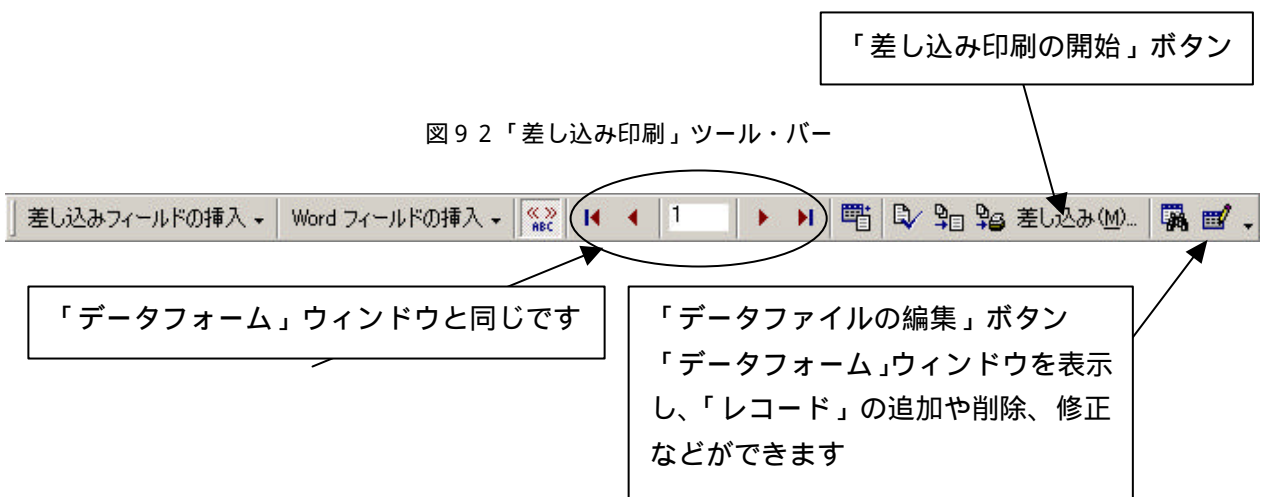 「差し込み印刷の開始」ボタン
図92「差し込み印刷」ツール・バー
差し込みフィールドの挿入 Word フィールドの挿入 «» ABC 1 差し込み(M)...
「データフォーム」ウィンドウと同じです
「データファイルの編集」ボタン
「データフォーム」ウィンドウを表示
し、「レコード」の追加や削除、修正
などができます